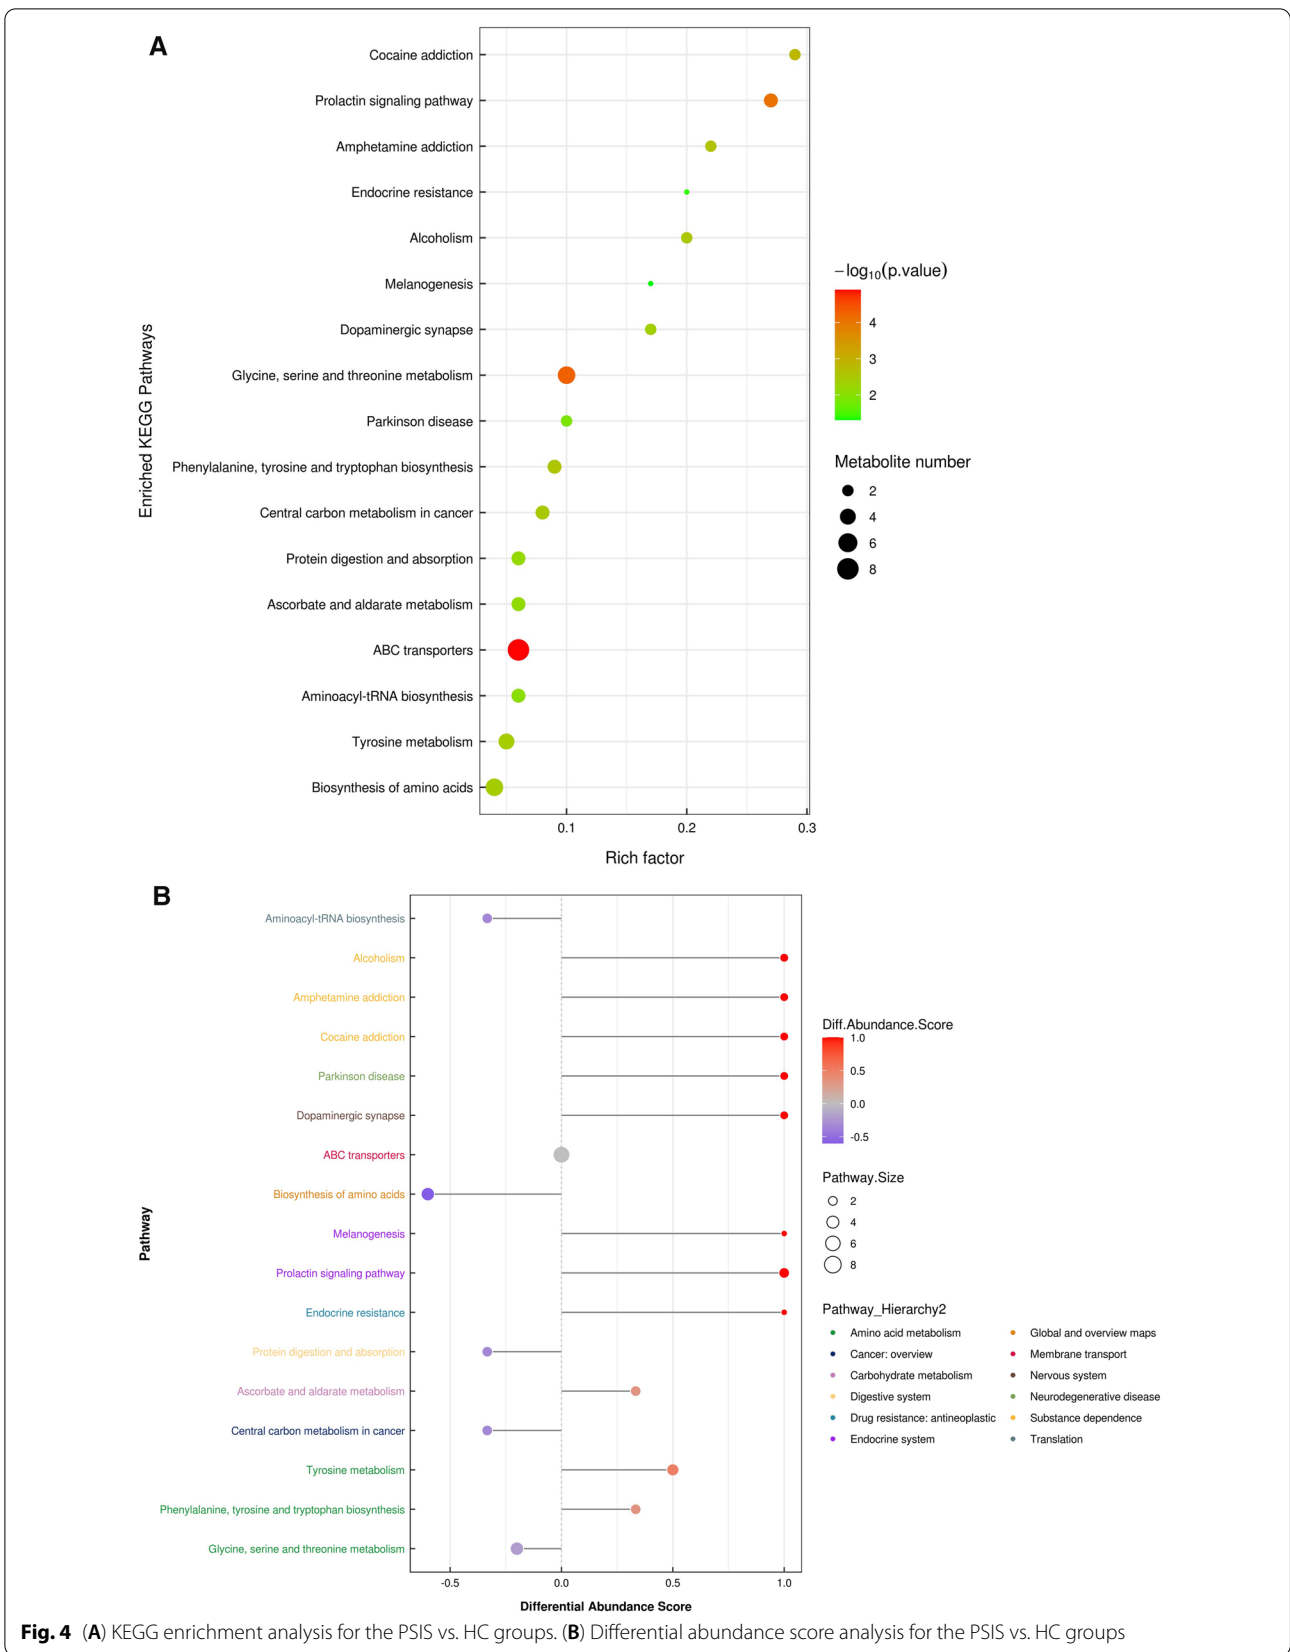 A
Cocaine addiction
Prolactin signaling pathway
Amphetamine addiction
Endocrine resistance
Alcoholism
Melanogenesis
Dopaminergic synapse
Glycine, serine and threonine metabolism
Parkinson disease
Phenylalanine, tyrosine and tryptophan biosynthesis
Central carbon metabolism in cancer
Protein digestion and absorption
Ascorbate and aldarate metabolism
ABC transporters
Aminoacyl-tRNA biosynthesis
Tyrosine metabolism
Biosynthesis of amino acids
Enriched KEGG Pathways
0.1 0.2 0.3
Rich factor
−log10(p.value)
4
3
2
Metabolite number
2
4
6
8
B
Aminoacyl-tRNA biosynthesis
Alcoholism
Amphetamine addiction
Cocaine addiction
Parkinson disease
Dopaminergic synapse
ABC transporters
Biosynthesis of amino acids
Melanogenesis
Prolactin signaling pathway
Endocrine resistance
Protein digestion and absorption
Ascorbate and aldarate metabolism
Central carbon metabolism in cancer
Tyrosine metabolism
Phenylalanine, tyrosine and tryptophan biosynthesis
Glycine, serine and threonine metabolism
Pathway
-0.5 0.0 0.5 1.0
Differential Abundance Score
Diff.Abundance.Score
1.0
0.5
0.0
-0.5
Pathway.Size
2
4
6
8
Pathway_Hierarchy2
Amino acid metabolism Global and overview maps
Cancer: overview Membrane transport
Carbohydrate metabolism Nervous system
Digestive system Neurodegenerative disease
Drug resistance: antineoplastic Substance dependence
Endocrine system Translation
Fig. 4 (A) KEGG enrichment analysis for the PSIS vs. HC groups. (B) Differential abundance score analysis for the PSIS vs. HC groups